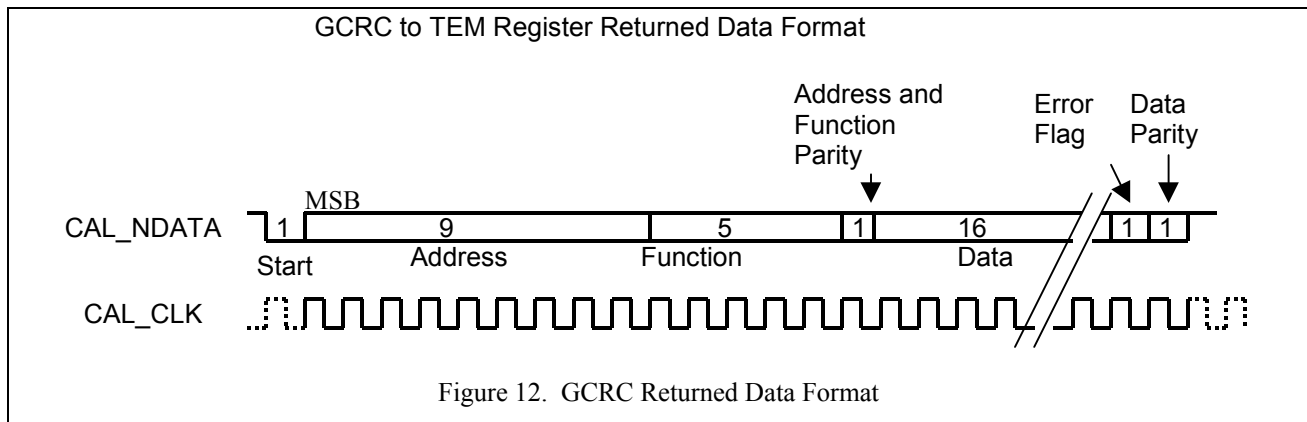 GCRC to TEM Register Returned Data Format
Address and
Function
Parity
Error
Flag
Data
Parity
MSB
CAL_NDATA
1
9
5
1
16
1
1
Start
Address
Function
Data
CAL_CLK
Figure 12. GCRC Returned Data Format